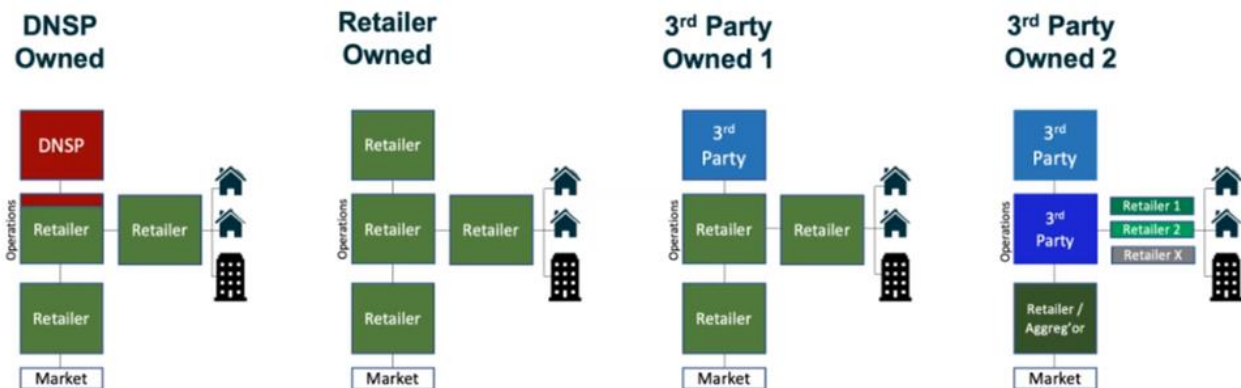 DNSP
Owned
Retailer
Owned
3rd Party
Owned 1
3rd Party
Owned 2
DNSP
Operations
Retailer
Retailer
Retailer
Market
Retailer
Operations
Retailer
Retailer
Retailer
Market
3rd
Party
Operations
Retailer
Retailer
Retailer
Market
3rd
Party
Operations
3rd
Party
Retailer 1
Retailer 2
Retailer X
Retailer /
Aggreg'or
Market